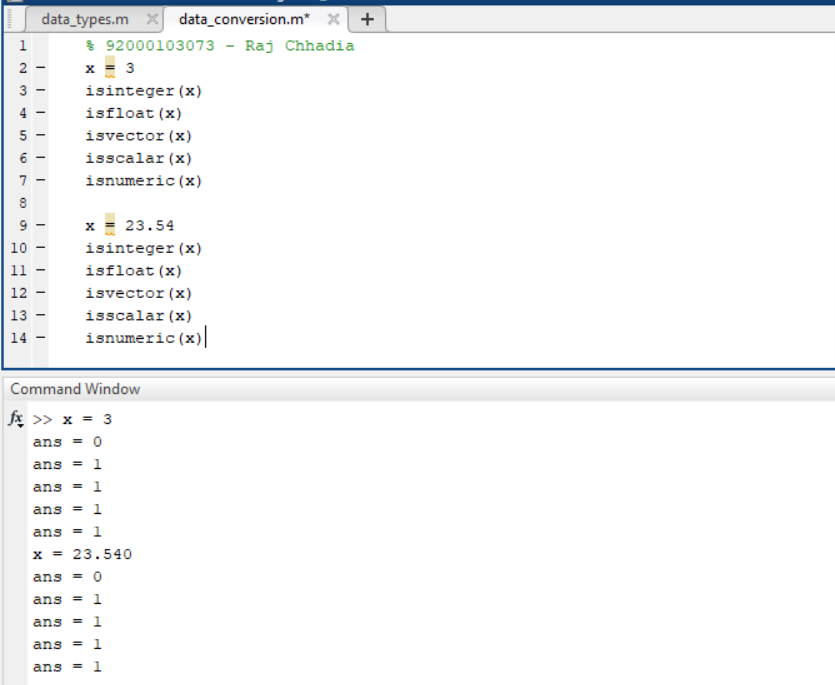 data_types.m
data_conversion.m*
+
1 % 92000103073 - Raj Chhadia
2 - x = 3
3 - isinteger(x)
4 - isfloat(x)
5 - isvector(x)
6 - isscalar(x)
7 - isnumeric(x)
8
9 - x = 23.54
10 - isinteger(x)
11 - isfloat(x)
12 - isvector(x)
13 - isscalar(x)
14 - isnumeric(x)
Command Window
fx >> x = 3
ans = 0
ans = 1
ans = 1
ans = 1
ans = 1
x = 23.540
ans = 0
ans = 1
ans = 1
ans = 1
ans = 1